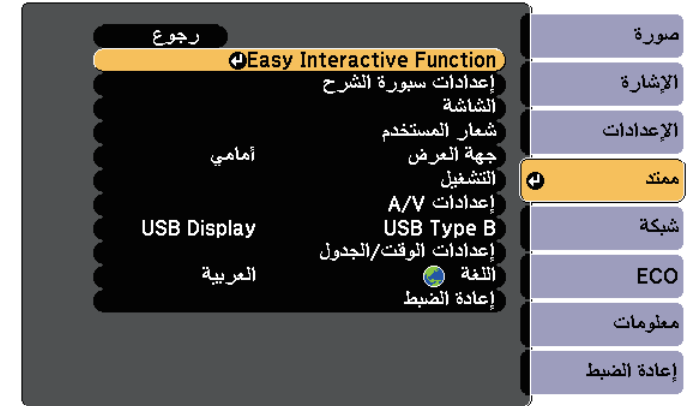 صورة
الإشارة
الإعدادات
ممتد
شبكة
ECO
معلومات
إعادة الضبط
رجوع
Easy Interactive Function
إعدادات سبورة الشرح
الشاشة
شعار المستخدم
جهة العرض أمامي
التشغيل
إعدادات A/V
USB Type B USB Display
إعدادات الوقت/الجدول
اللغة العربية
إعادة الضبط